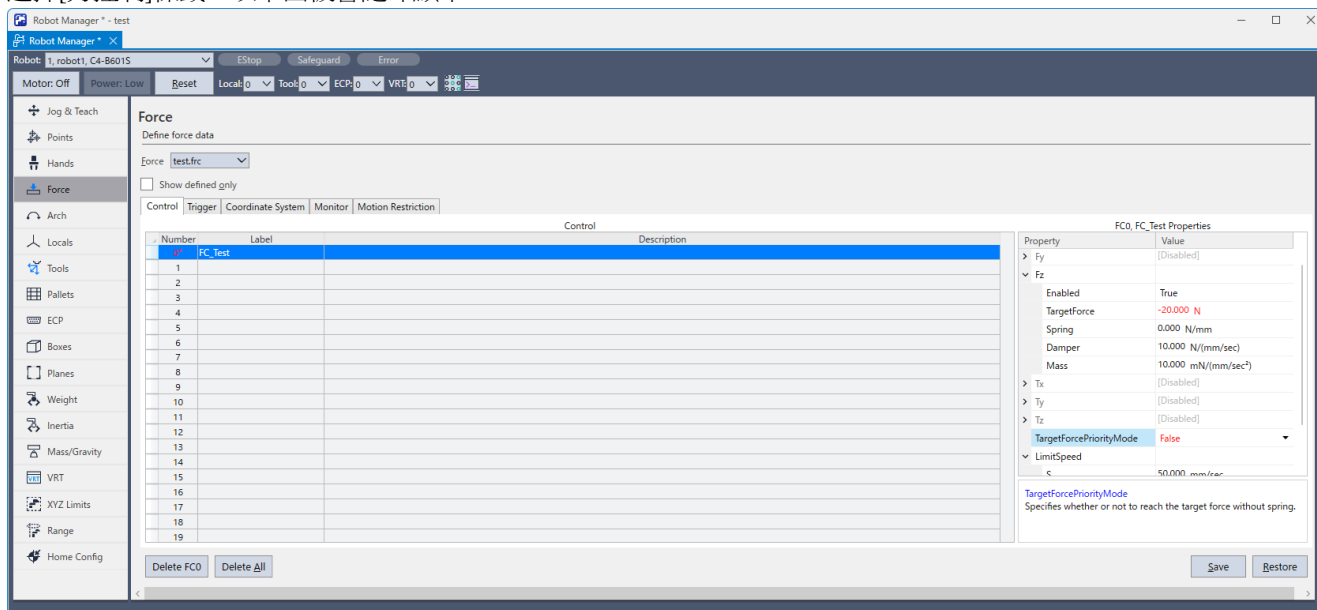 Robot Manager * - test
Robot Manager *
Robot: 1, robot1, C4-B601S EStop Safeguard Error
Motor: Off Power: Low Reset Local: 0 Tool: 0 ECP: 0 VRT: 0
Jog & Teach
Points
Hands
Force
Arch
Locals
Tools
Pallets
ECP
Boxes
Planes
Weight
Inertia
Mass/Gravity
VRT
XYZ Limits
Range
Home Config
Force
Define force data
Force test.frc
Show defined only
Control Trigger Coordinate System Monitor Motion Restriction
Control
Number Label Description
0* FC_Test
1
2
3
4
5
6
7
8
9
10
11
12
13
14
15
16
17
18
19
FC0, FC_Test Properties
Property Value
Fy [Disabled]
Fz
Enabled True
TargetForce -20.000 N
Spring 0.000 N/mm
Damper 10.000 N/(mm/sec)
Mass 10.000 mN/(mm/sec²)
Tx [Disabled]
Ty [Disabled]
Tz [Disabled]
TargetForcePriorityMode False
LimitSpeed
S 50.000 mm/sec
TargetForcePriorityMode
Specifies whether or not to reach the target force without spring.
Delete FC0 Delete All Save Restore